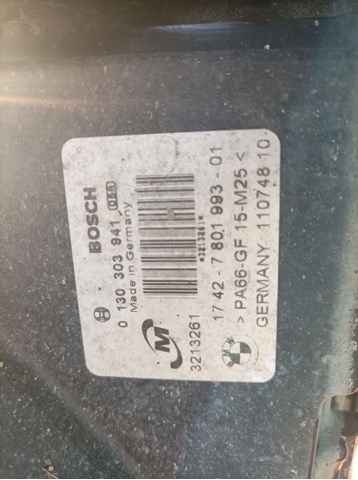 BOSCH
0 130 303 941
Made in Germany
*3213261*
M
3213261
17 42 - 7 801 993 - 01
> PA66-GF 15-M25 <
GERMANY 110748 10